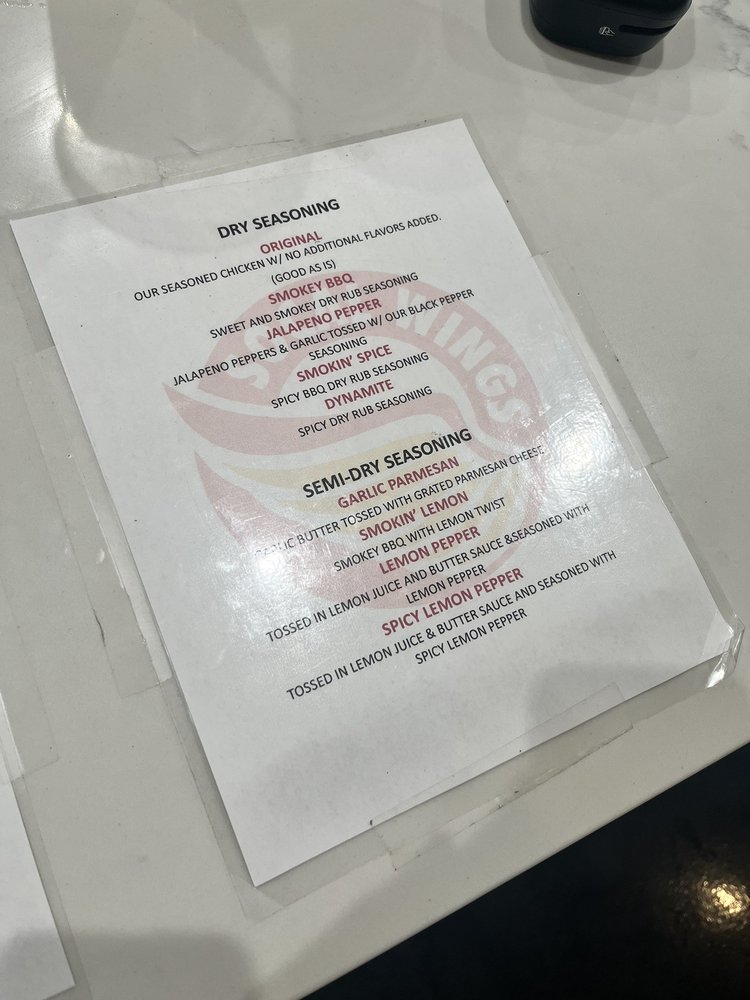 DRY SEASONING
ORIGINAL
OUR SEASONED CHICKEN W/ NO ADDITIONAL FLAVORS ADDED.
(GOOD AS IS)
SMOKEY BBQ
SWEET AND SMOKEY DRY RUB SEASONING
JALAPENO PEPPER
JALAPENO PEPPERS & GARLIC TOSSED W/ OUR BLACK PEPPER
SEASONING
SMOKIN' SPICE
SPICY BBQ DRY RUB SEASONING
DYNAMITE
SPICY DRY RUB SEASONING
SEMI-DRY SEASONING
GARLIC PARMESAN
GARLIC BUTTER TOSSED WITH GRATED PARMESAN CHEESE
SMOKIN' LEMON
SMOKEY BBQ WITH LEMON TWIST
LEMON PEPPER
TOSSED IN LEMON JUICE AND BUTTER SAUCE &SEASONED WITH
LEMON PEPPER
SPICY LEMON PEPPER
TOSSED IN LEMON JUICE & BUTTER SAUCE AND SEASONED WITH
SPICY LEMON PEPPER
WINGS